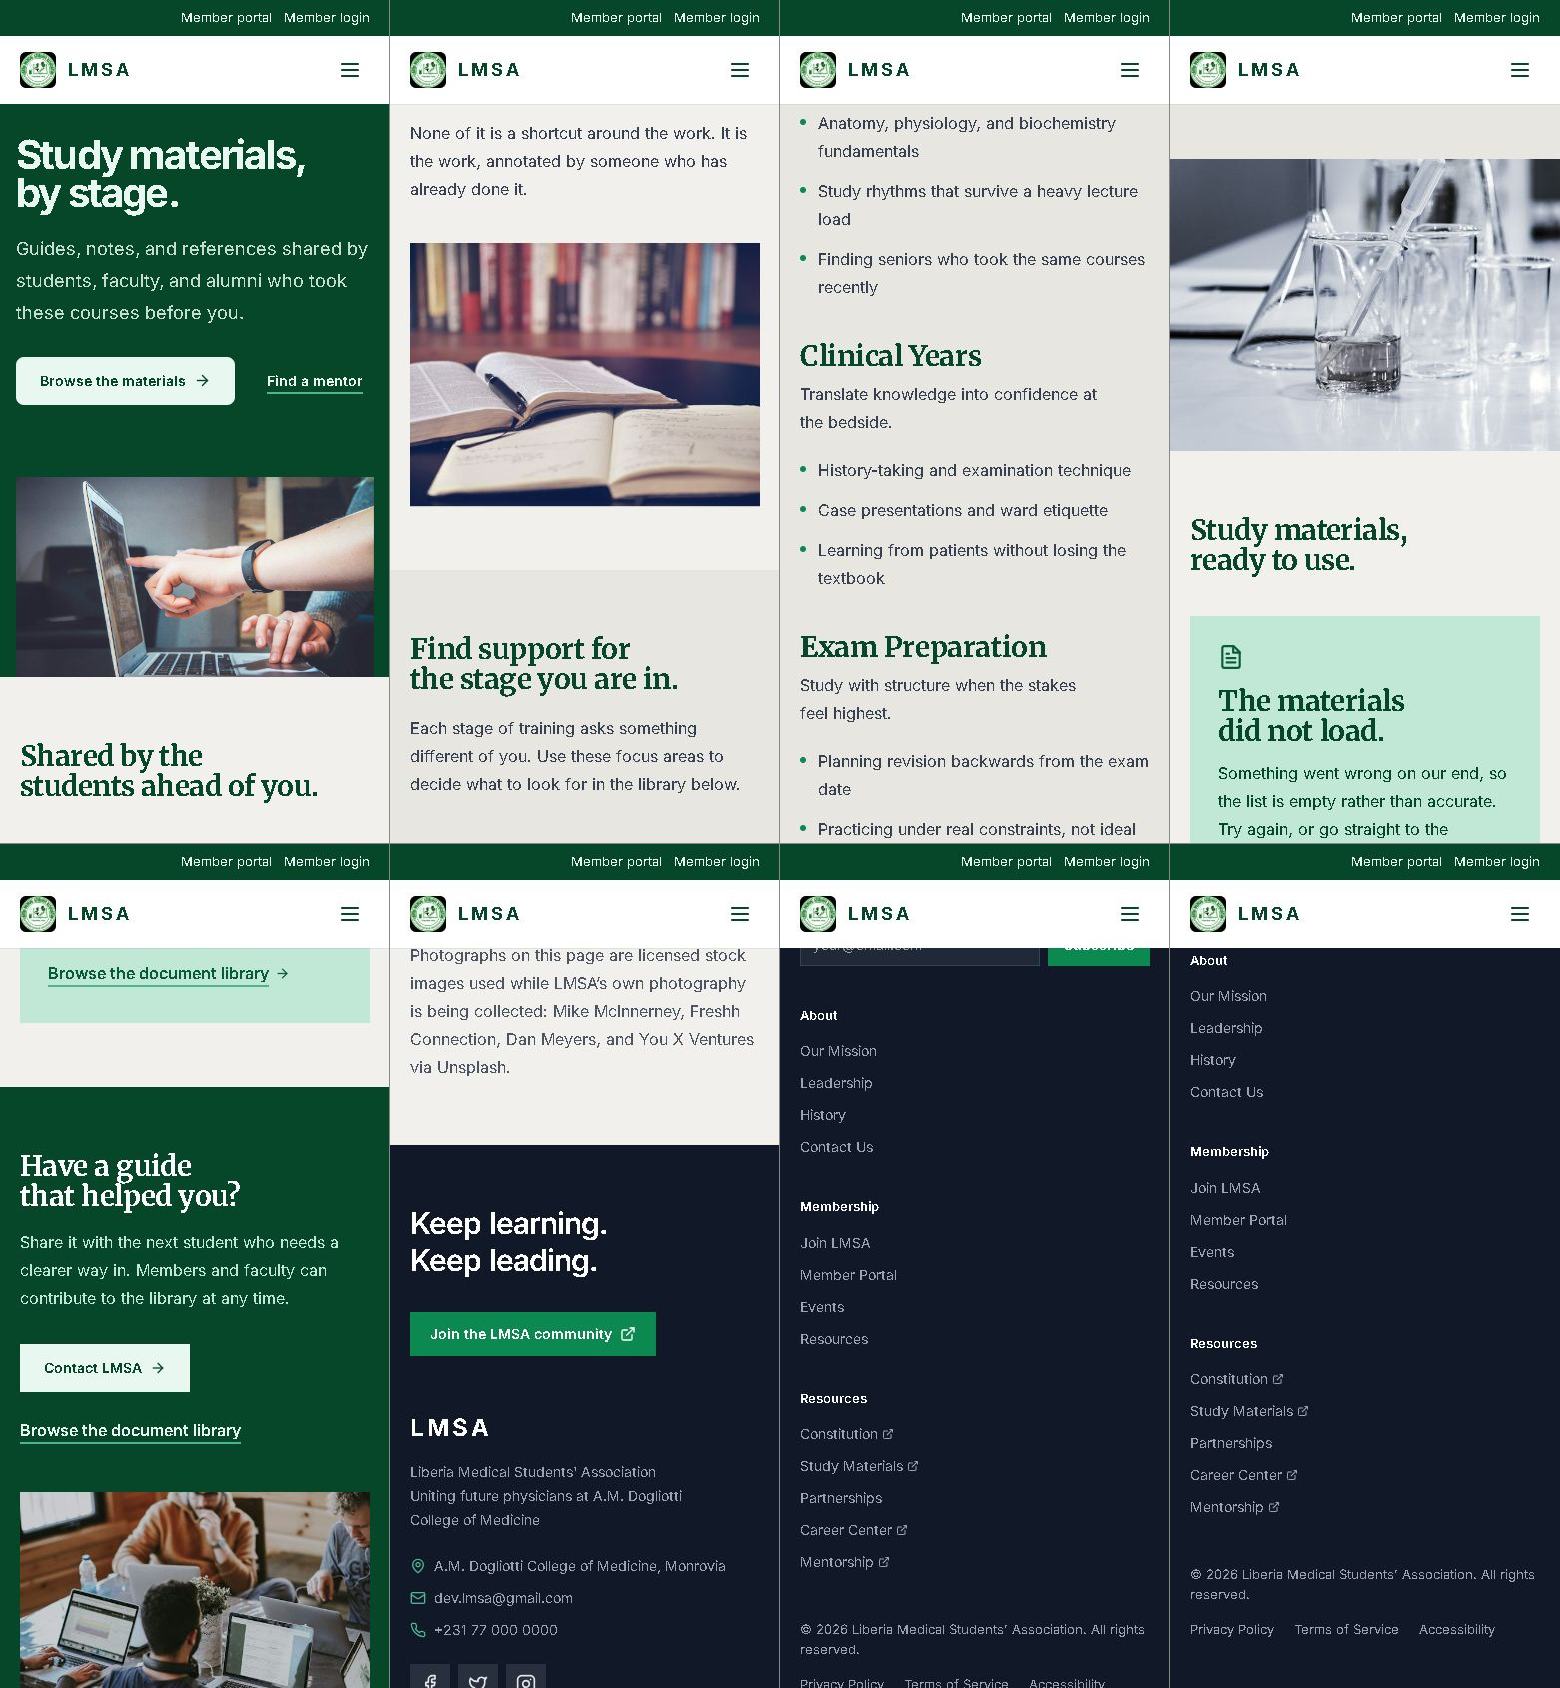 Member portal Member login
LMSA
Study materials,
by stage.
Guides, notes, and references shared by
students, faculty, and alumni who took
these courses before you.
Browse the materials
Find a mentor
Shared by the
students ahead of you.
Member portal Member login
LMSA
None of it is a shortcut around the work. It is
the work, annotated by someone who has
already done it.
Find support for
the stage you are in.
Each stage of training asks something
different of you. Use these focus areas to
decide what to look for in the library below.
Member portal Member login
LMSA
Anatomy, physiology, and biochemistry
fundamentals
Study rhythms that survive a heavy lecture
load
Finding seniors who took the same courses
recently
Clinical Years
Translate knowledge into confidence at
the bedside.
History-taking and examination technique
Case presentations and ward etiquette
Learning from patients without losing the
textbook
Exam Preparation
Study with structure when the stakes
feel highest.
Planning revision backwards from the exam
date
Practicing under real constraints, not ideal
Member portal Member login
LMSA
Study materials,
ready to use.
The materials
did not load.
Something went wrong on our end, so
the list is empty rather than accurate.
Try again, or go straight to the
Member portal Member login
LMSA
Browse the document library
Have a guide
that helped you?
Share it with the next student who needs a
clearer way in. Members and faculty can
contribute to the library at any time.
Contact LMSA
Browse the document library
Member portal Member login
LMSA
Photographs on this page are licensed stock
images used while LMSA's own photography
is being collected: Mike McInnerney, Freshh
Connection, Dan Meyers, and You X Ventures
via Unsplash.
Keep learning.
Keep leading.
Join the LMSA community
LMSA
Liberia Medical Students' Association
Uniting future physicians at A.M. Dogliotti
College of Medicine
A.M. Dogliotti College of Medicine, Monrovia
dev.lmsa@gmail.com
+231 77 000 0000
Member portal Member login
LMSA
About
Our Mission
Leadership
History
Contact Us
Membership
Join LMSA
Member Portal
Events
Resources
Resources
Constitution
Study Materials
Partnerships
Career Center
Mentorship
© 2026 Liberia Medical Students' Association. All rights
reserved.
Privacy Policy Terms of Service Accessibility
Member portal Member login
LMSA
About
Our Mission
Leadership
History
Contact Us
Membership
Join LMSA
Member Portal
Events
Resources
Resources
Constitution
Study Materials
Partnerships
Career Center
Mentorship
© 2026 Liberia Medical Students' Association. All rights
reserved.
Privacy Policy Terms of Service Accessibility